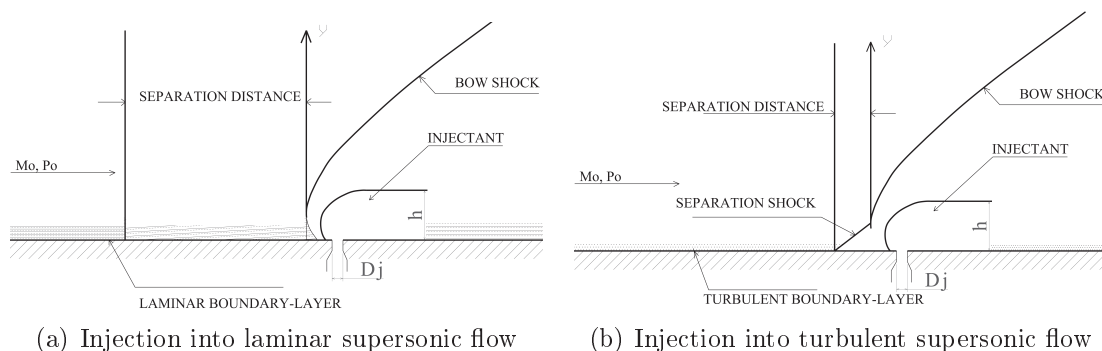 y
SEPARATION DISTANCE
BOW SHOCK
INJECTANT
Mo, Po
h
Dj
LAMINAR BOUNDARY-LAYER
(a) Injection into laminar supersonic flow
y
SEPARATION DISTANCE
BOW SHOCK
INJECTANT
Mo, Po
SEPARATION SHOCK
h
Dj
TURBULENT BOUNDARY-LAYER
(b) Injection into turbulent supersonic flow